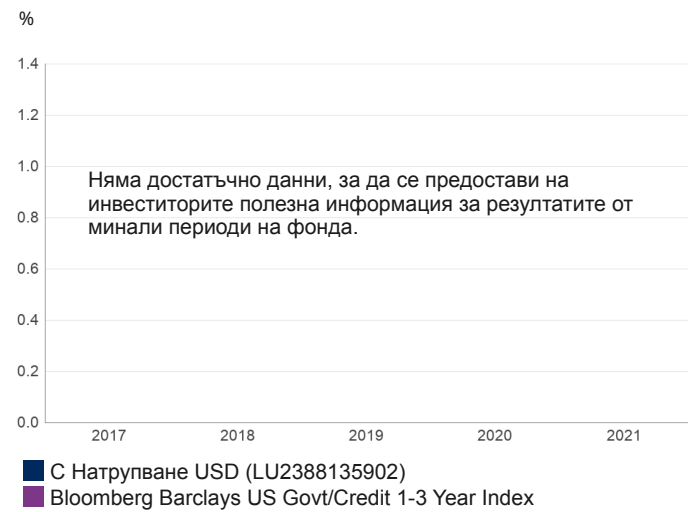 %
1.4
1.2
1.0
Няма достатъчно данни, за да се предостави на
инвеститорите полезна информация за резултатите от
0.8
минали периоди на фонда.
0.6
0.4
0.2
0.0
2017 2018 2019 2020 2021
C Натрупване USD (LU2388135902)
Bloomberg Barclays US Govt/Credit 1-3 Year Index